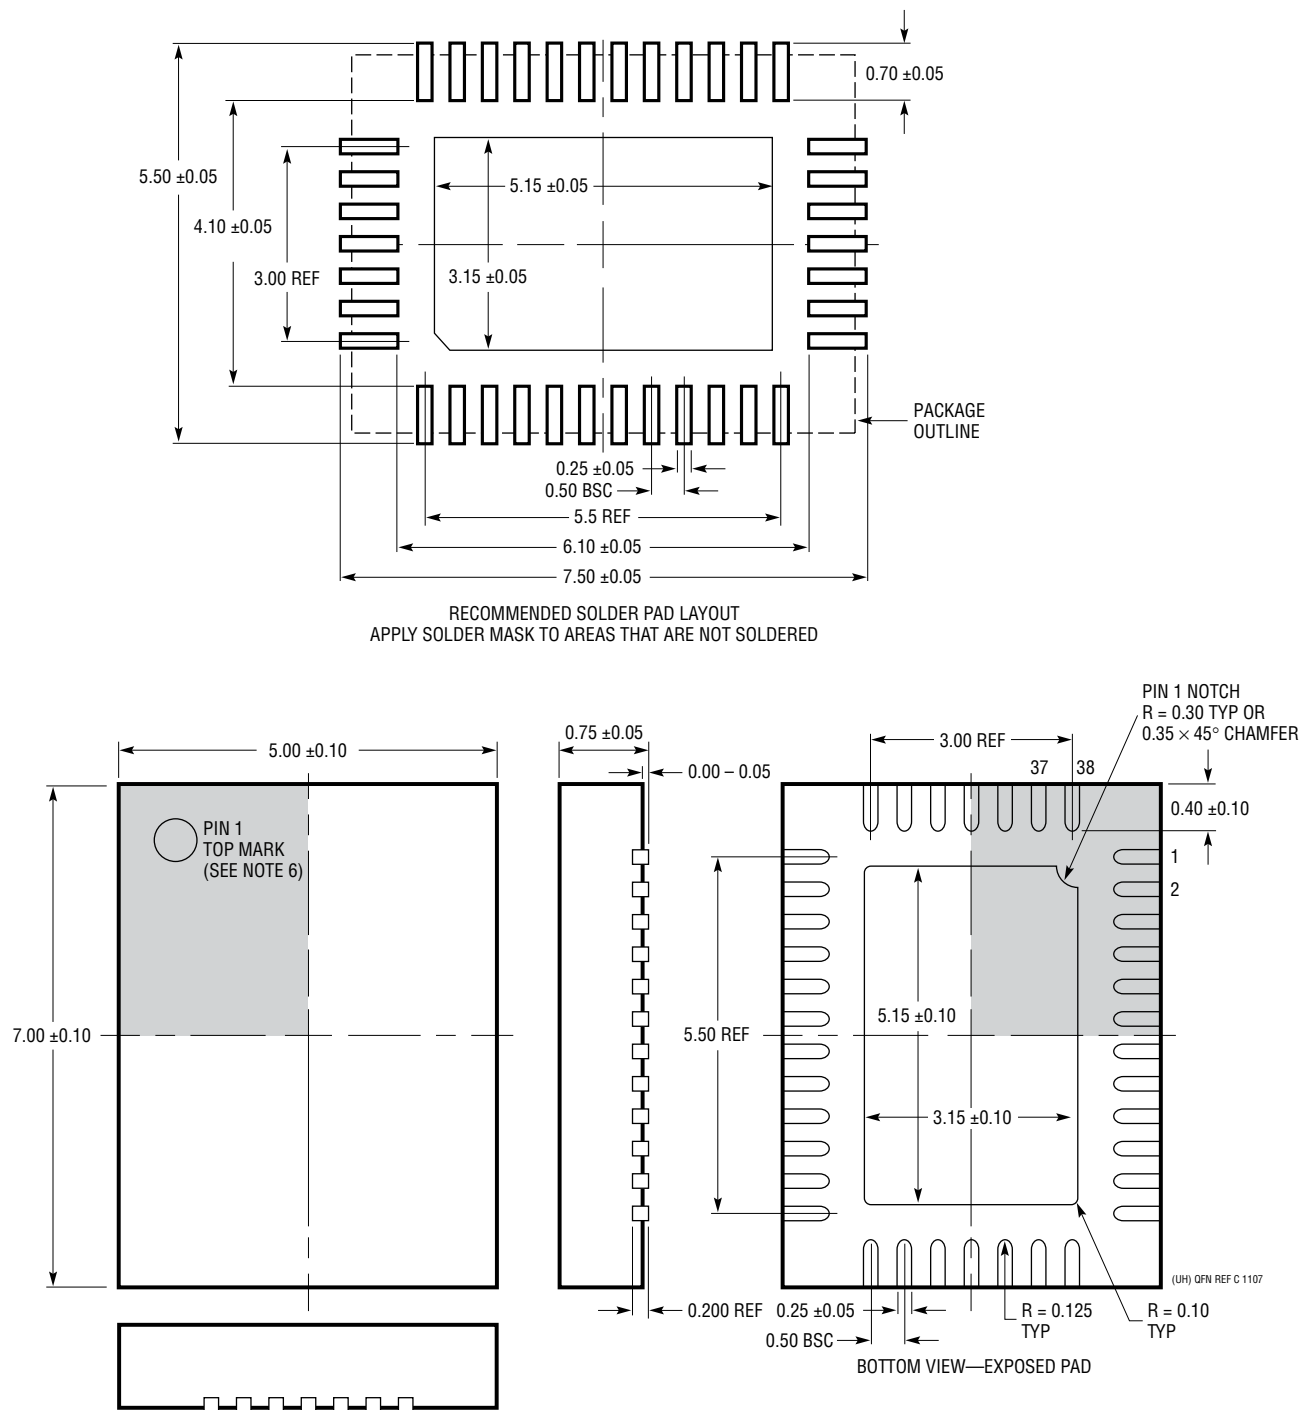 0.70 ±0.05
5.50 ±0.05
5.15 ±0.05
4.10 ±0.05
3.00 REF
3.15 ±0.05
PACKAGE
OUTLINE
0.25 ±0.05
0.50 BSC
5.5 REF
6.10 ±0.05
7.50 ±0.05
RECOMMENDED SOLDER PAD LAYOUT
APPLY SOLDER MASK TO AREAS THAT ARE NOT SOLDERED
5.00 ±0.10
PIN 1
TOP MARK
(SEE NOTE 6)
7.00 ±0.10
0.75 ±0.05
0.00 – 0.05
0.200 REF
PIN 1 NOTCH
R = 0.30 TYP OR
0.35 × 45° CHAMFER
3.00 REF
37 38
0.40 ±0.10
1
2
5.15 ±0.10
5.50 REF
3.15 ±0.10
(UH) QFN REF C 1107
0.25 ±0.05
0.50 BSC
R = 0.125
TYP
R = 0.10
TYP
BOTTOM VIEW—EXPOSED PAD